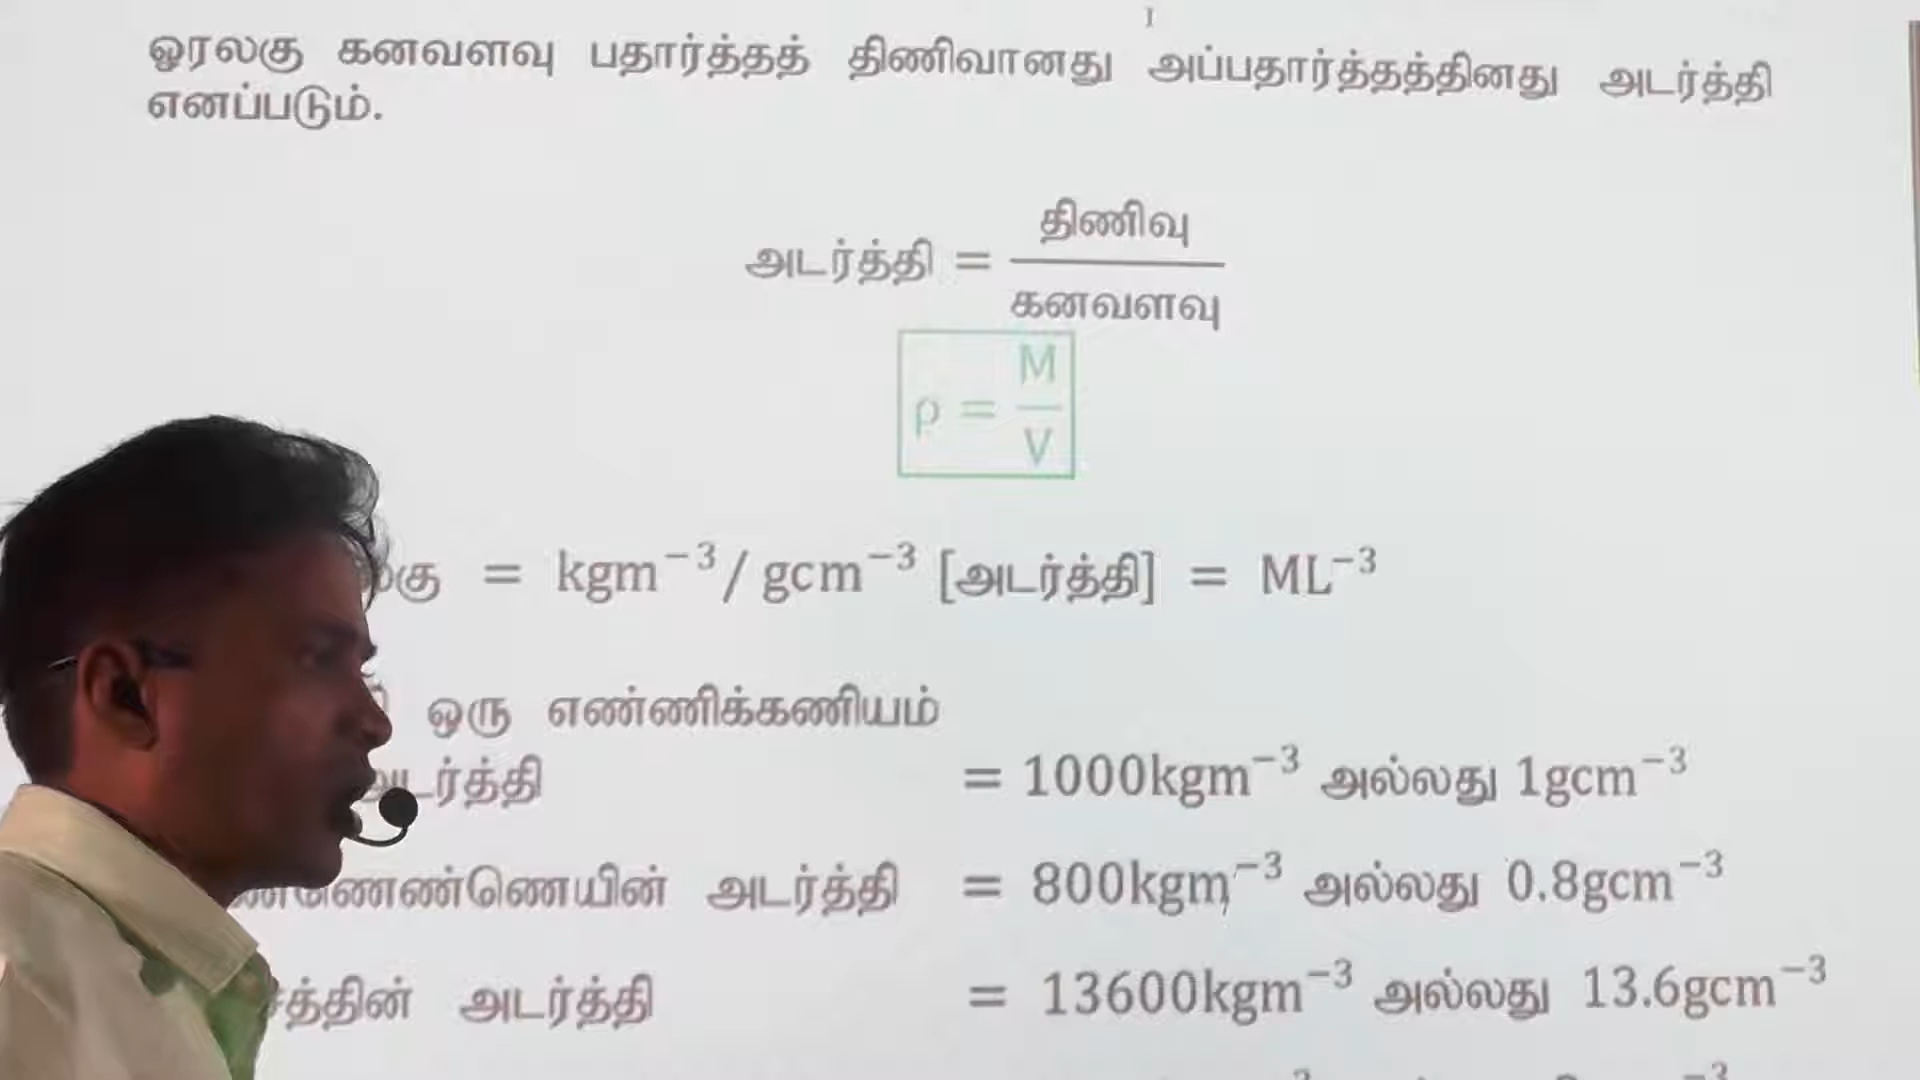 ஓரலகு கனவளவு பதார்த்தத் திணிவானது அப்பதார்த்தத்தினது அடர்த்தி
எனப்படும்.
அடர்த்தி = திணிவு / கனவளவு
ρ = M / V
= kgm⁻³/ gcm⁻³ [அடர்த்தி] = ML⁻³
ஒரு எண்ணிக்கணியம்
அடர்த்தி = 1000kgm⁻³ அல்லது 1gcm⁻³
அடர்த்தி = 800kgm⁻³ அல்லது 0.8gcm⁻³
அடர்த்தி = 13600kgm⁻³ அல்லது 13.6gcm⁻³